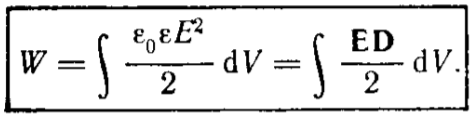 W = ∫ ε₀εE²/2 dV = ∫ ED/2 dV.